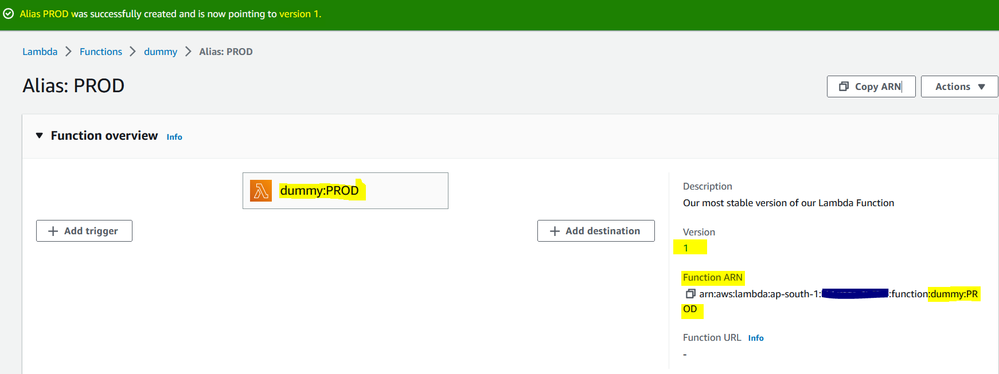 Alias PROD was successfully created and is now pointing to version 1.
Lambda > Functions > dummy > Alias: PROD
Alias: PROD
Copy ARN
Actions
Function overview Info
dummy:PROD
Add trigger
Add destination
Description
Our most stable version of our Lambda Function
Version
1
Function ARN
arn:aws:lambda:ap-south-1: :function:dummy:PR
OD
Function URL Info
-